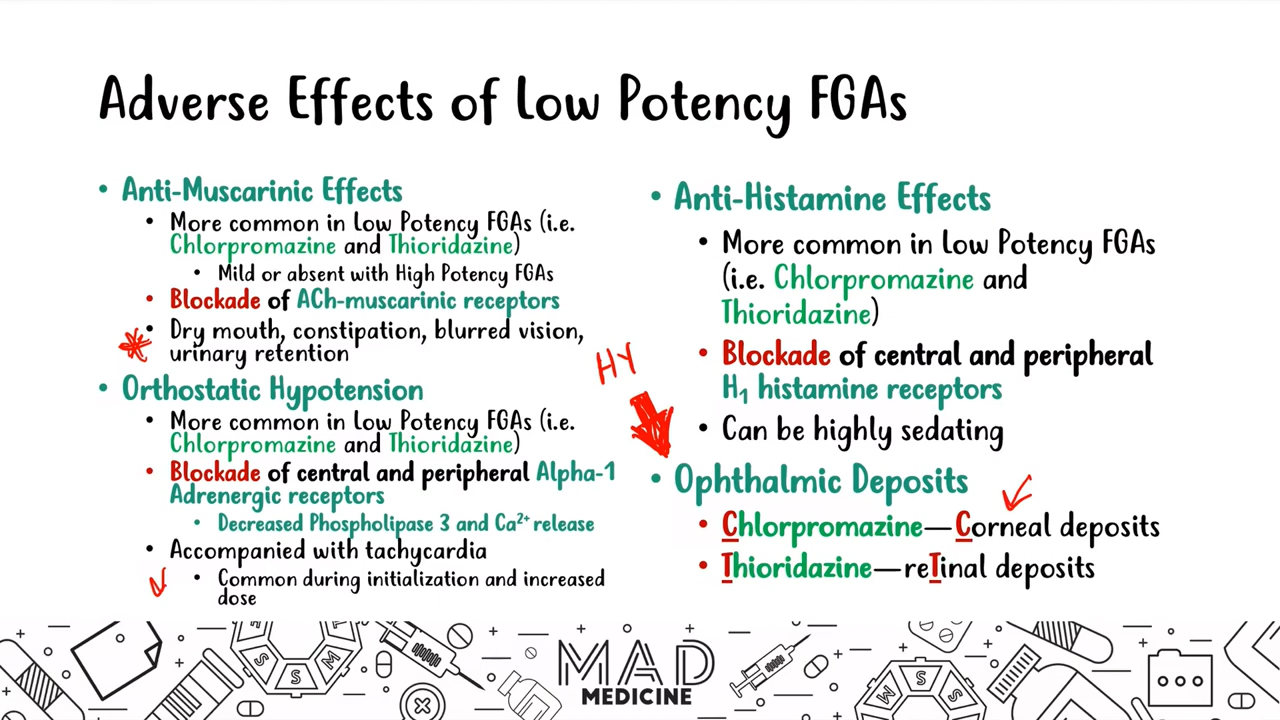 Adverse Effects of Low Potency FGAs
• Anti-Muscarinic Effects
• More common in Low Potency FGAs (i.e.
Chlorpromazine and Thioridazine)
• Mild or absent with High Potency FGAs
• Blockade of ACh-muscarinic receptors
• Dry mouth, constipation, blurred vision,
urinary retention
• Orthostatic Hypotension
• More common in Low Potency FGAs (i.e.
Chlorpromazine and Thioridazine)
• Blockade of central and peripheral Alpha-1
Adrenergic receptors
• Decreased Phospholipase 3 and Ca²⁺ release
• Accompanied with tachycardia
• Common during initialization and increased
dose
HY
• Anti-Histamine Effects
• More common in Low Potency FGAs
(i.e. Chlorpromazine and
Thioridazine)
• Blockade of central and peripheral
H₁ histamine receptors
• Can be highly sedating
• Ophthalmic Deposits
• Chlorpromazine—Corneal deposits
• Thioridazine—reTinal deposits
MAD
MEDICINE